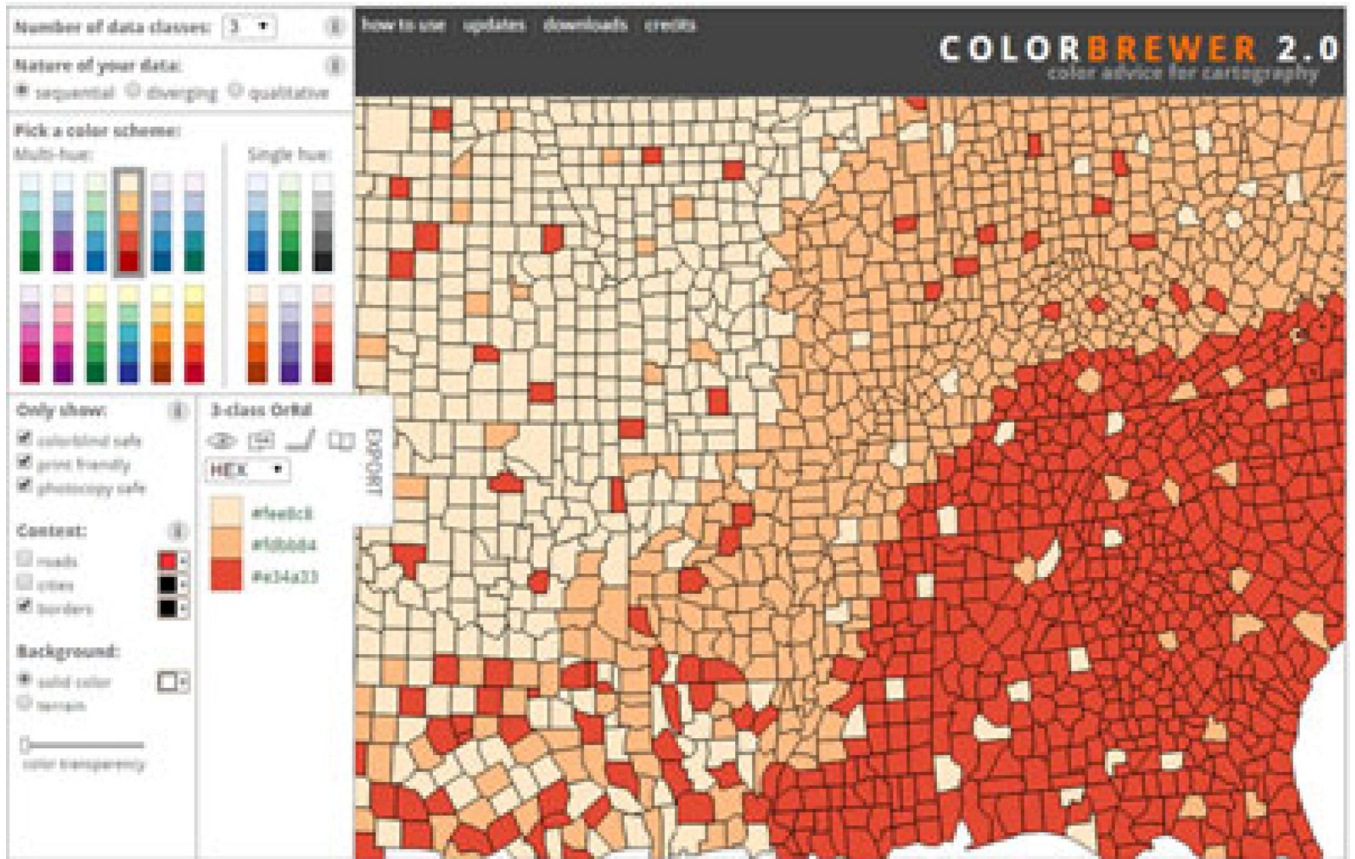 Number of data classes: 3
Nature of your data:
sequential diverging qualitative
Pick a color scheme:
Multi-hue: Single hue:
Only show:
colorblind safe
print friendly
photocopy safe
Context:
roads
cities
borders
Background:
solid color
terrain
color transparency
3-class OrRd
HEX
EXPORT
#fee8c8
#fdbb84
#e34a33
how to use updates downloads credits
COLORBREWER 2.0
color advice for cartography